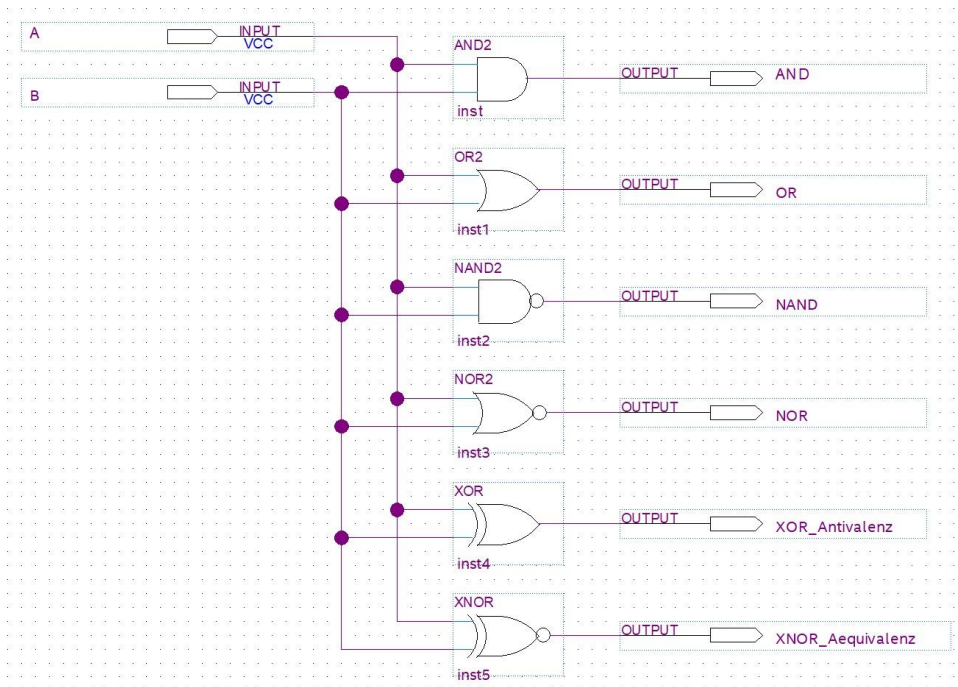 A
INPUT
VCC
B
INPUT
VCC
AND2
inst
OUTPUT
AND
OR2
inst1
OUTPUT
OR
NAND2
inst2
OUTPUT
NAND
NOR2
inst3
OUTPUT
NOR
XOR
inst4
OUTPUT
XOR_Antivalenz
XNOR
inst5
OUTPUT
XNOR_Aequivalenz